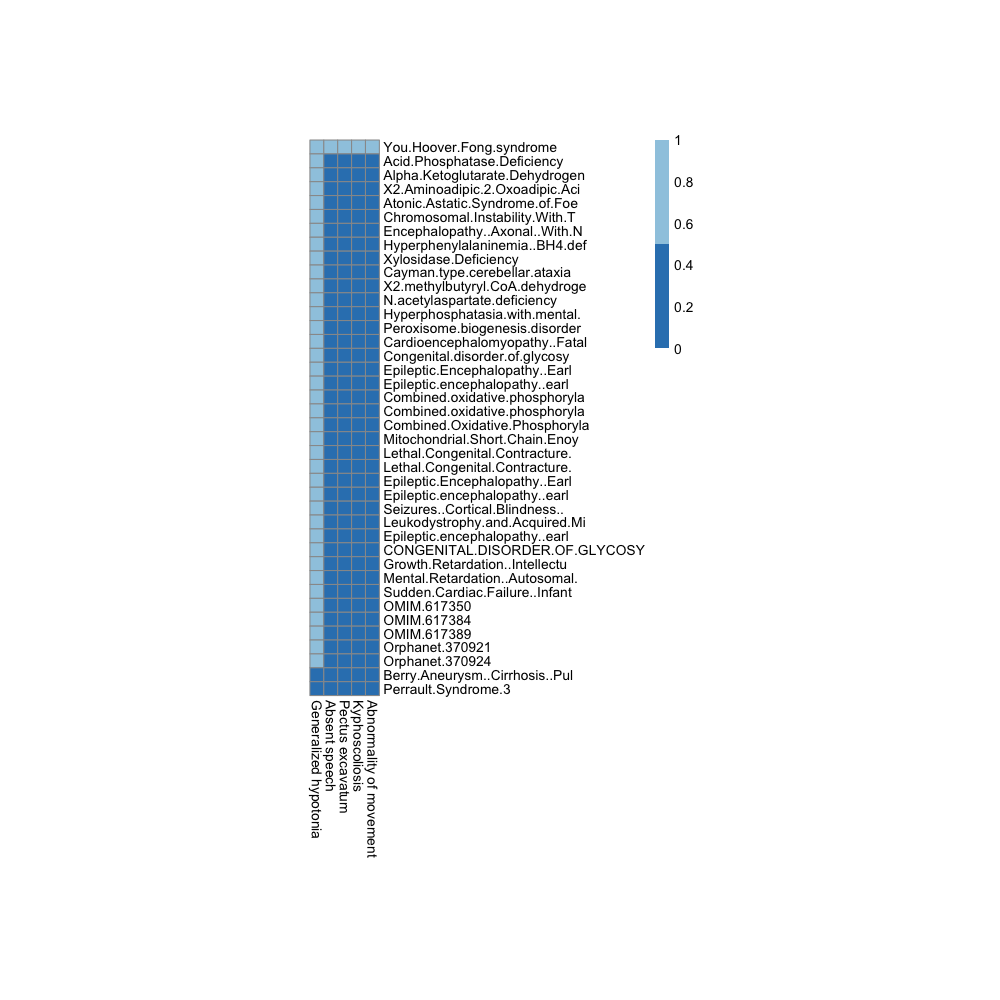 You.Hoover.Fong.syndrome
Acid.Phosphatase.Deficiency
Alpha.Ketoglutarate.Dehydrogen
X2.Aminoadipic.2.Oxoadipic.Aci
Atonic.Astatic.Syndrome.of.Foe
Chromosomal.Instability.With.T
Encephalopathy..Axonal..With.N
Hyperphenylalaninemia..BH4.def
Xylosidase.Deficiency
Cayman.type.cerebellar.ataxia
X2.methylbutyryl.CoA.dehydroge
N.acetylaspartate.deficiency
Hyperphosphatasia.with.mental.
Peroxisome.biogenesis.disorder
Cardioencephalomyopathy..Fatal
Congenital.disorder.of.glycosy
Epileptic.Encephalopathy..Earl
Epileptic.encephalopathy..earl
Combined.oxidative.phosphoryla
Combined.oxidative.phosphoryla
Combined.Oxidative.Phosphoryla
Mitochondrial.Short.Chain.Enoy
Lethal.Congenital.Contracture.
Lethal.Congenital.Contracture.
Epileptic.Encephalopathy..Earl
Epileptic.encephalopathy..earl
Seizures..Cortical.Blindness..
Leukodystrophy.and.Acquired.Mi
Epileptic.encephalopathy..earl
CONGENITAL.DISORDER.OF.GLYCOSY
Growth.Retardation..Intellectu
Mental.Retardation..Autosomal.
Sudden.Cardiac.Failure..Infant
OMIM.617350
OMIM.617384
OMIM.617389
Orphanet.370921
Orphanet.370924
Berry.Aneurysm..Cirrhosis..Pul
Perrault.Syndrome.3
Generalized hypotonia
Absent speech
Pectus excavatum
Kyphoscoliosis
Abnormality of movement
1
0.8
0.6
0.4
0.2
0